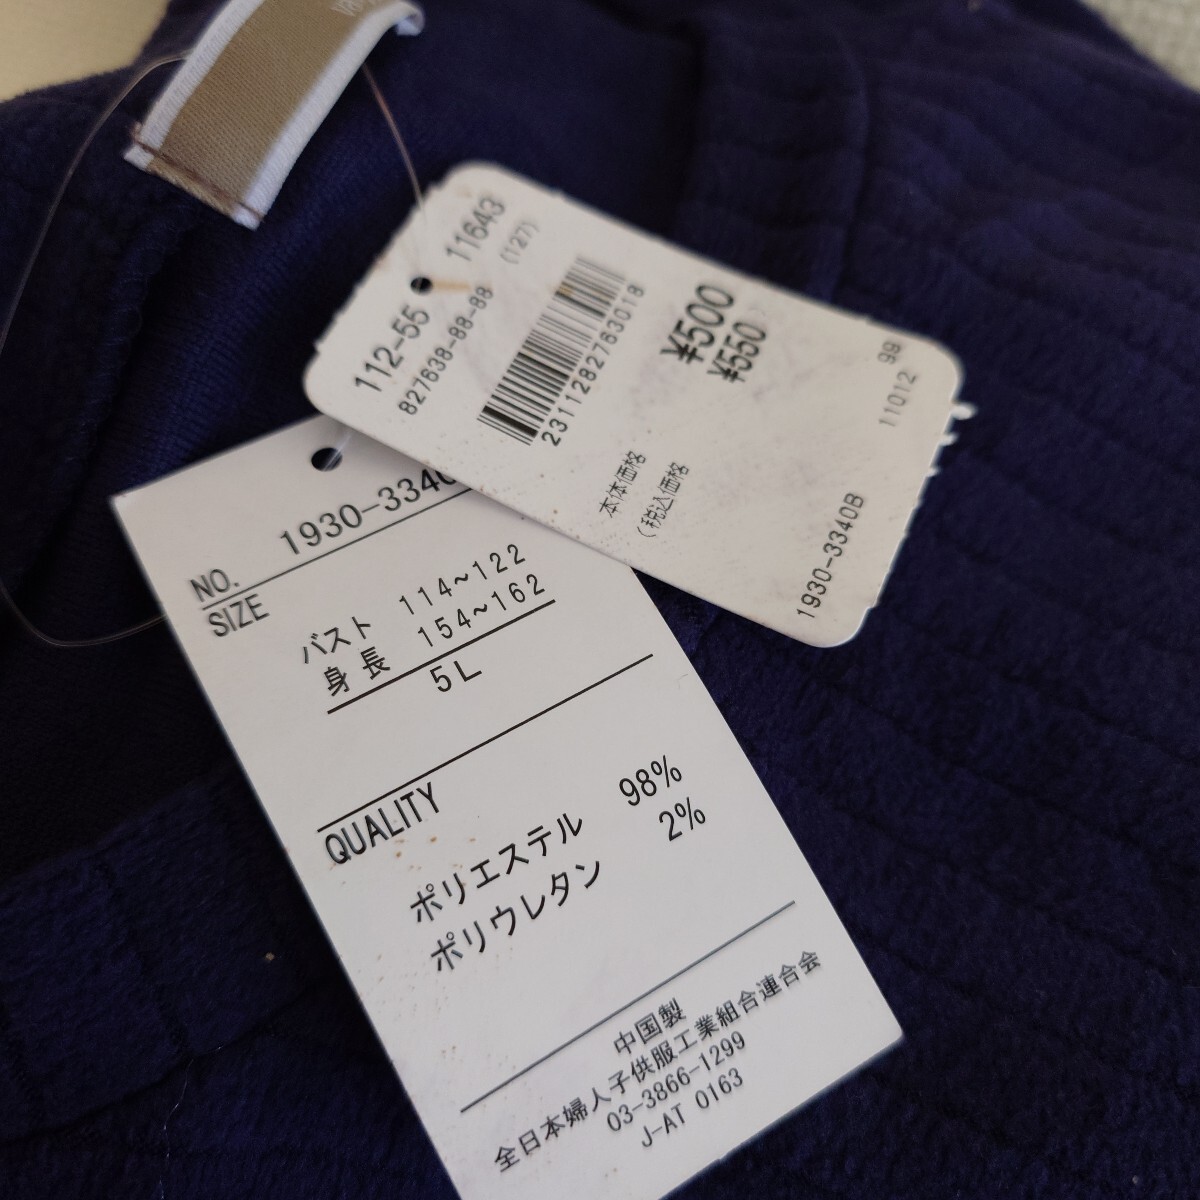 112-55 11643
827638-88-88 (127)
2311282763018
¥500
¥550
本体価格
(税込価格
11012 99
1930-3340B
NO. 1930-3340
SIZE
バスト 114~122
身長 154~162
5L
QUALITY
ポリエステル 98%
ポリウレタン 2%
中国製
全日本婦人子供服工業組合連合会
03-3866-1299
J-AT 0163